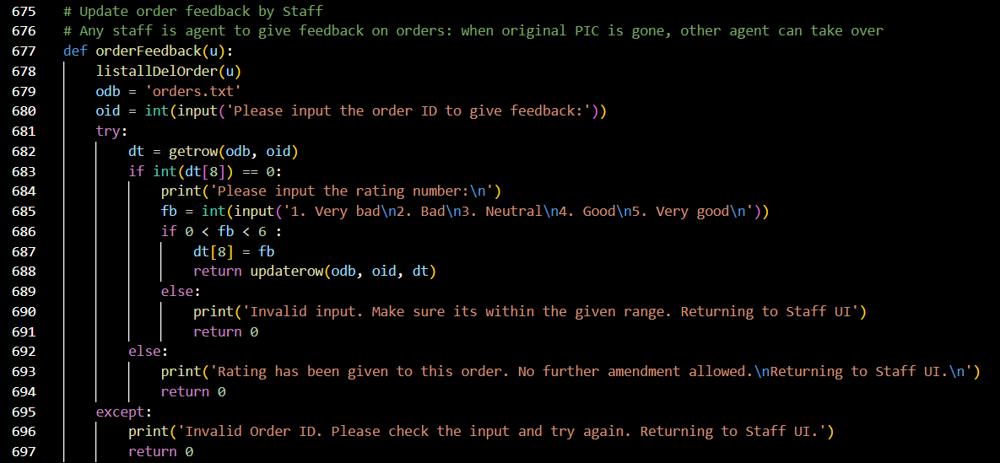 675 # Update order feedback by Staff
676 # Any staff is agent to give feedback on orders: when original PIC is gone, other agent can take over
677 def orderFeedback(u):
678     listallDelOrder(u)
679     odb = 'orders.txt'
680     oid = int(input('Please input the order ID to give feedback:'))
681     try:
682         dt = getrow(odb, oid)
683         if int(dt[8]) == 0:
684             print('Please input the rating number:\n')
685             fb = int(input('1. Very bad\n2. Bad\n3. Neutral\n4. Good\n5. Very good\n'))
686             if 0 < fb < 6 :
687                 dt[8] = fb
688                 return updaterow(odb, oid, dt)
689             else:
690                 print('Invalid input. Make sure its within the given range. Returning to Staff UI')
691                 return 0
692         else:
693             print('Rating has been given to this order. No further amendment allowed.\nReturning to Staff UI.\n')
694             return 0
695     except:
696         print('Invalid Order ID. Please check the input and try again. Returning to Staff UI.')
697         return 0